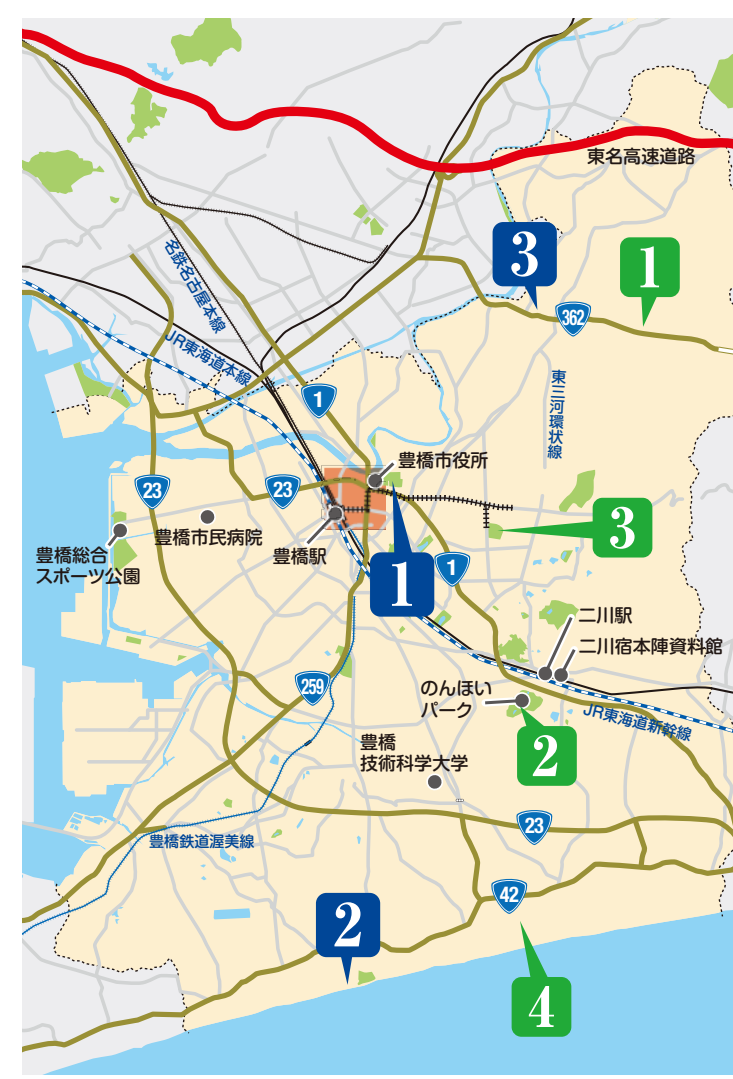 東名高速道路
3
1
362
名鉄名古屋本線
JR東海道本線
東三河環状線
1
豊橋市役所
23
23
豊橋市民病院
豊橋駅
3
豊橋総合
スポーツ公園
1
1
二川駅
二川宿本陣資料館
259
のんほい
パーク
JR東海道新幹線
2
豊橋
技術科学大学
23
豊橋鉄道渥美線
42
2
4